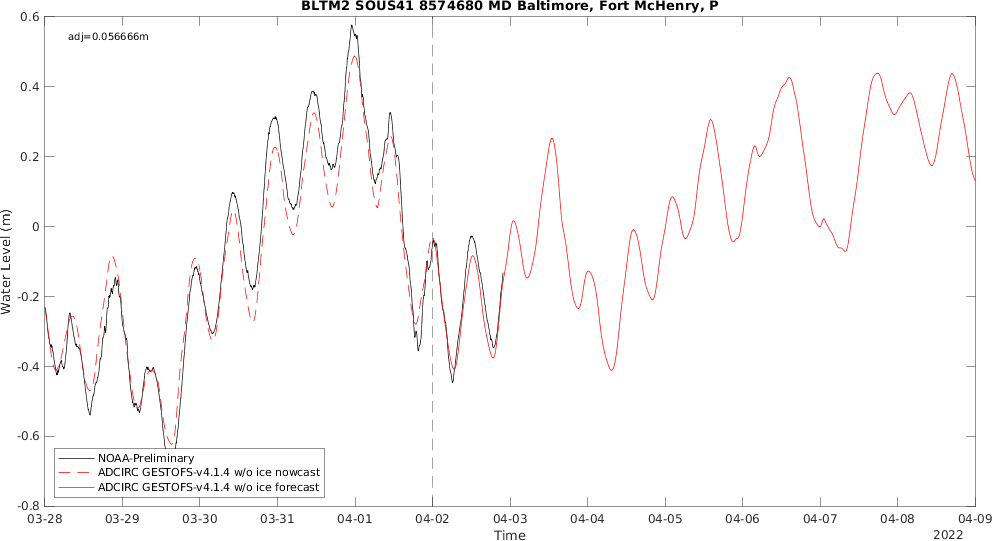 BLTM2 SOUS41 8574680 MD Baltimore, Fort McHenry, P
adj=0.056666m
0.6
0.4
0.2
0
-0.2
-0.4
-0.6
-0.8
Water Level (m)
NOAA-Preliminary
ADCIRC GESTOFS-v4.1.4 w/o ice nowcast
ADCIRC GESTOFS-v4.1.4 w/o ice forecast
03-28 03-29 03-30 03-31 04-01 04-02 04-03 04-04 04-05 04-06 04-07 04-08 04-09
Time
2022